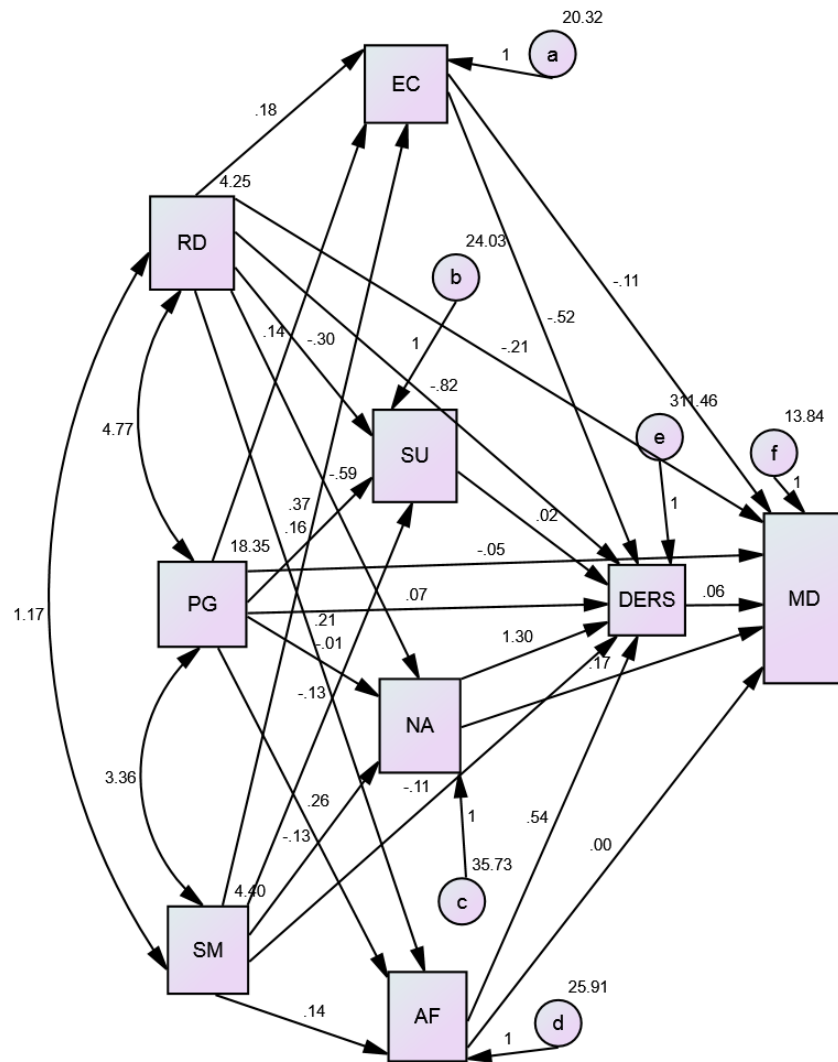 20.32
a
1
EC
.18
4.25
RD
24.03
b
-.11
.14
-.30
-.52
1
-.21
-.82
311.46
13.84
4.77
e
f
SU
-.59
1
.37
1
.16
.02
18.35
-.05
PG
.07
DERS
.06
MD
1.17
.21
-.01
1.30
.17
-.13
NA
3.36
-.11
.26
1
.54
-.13
.00
35.73
4.40
c
SM
25.91
.14
AF
d
1